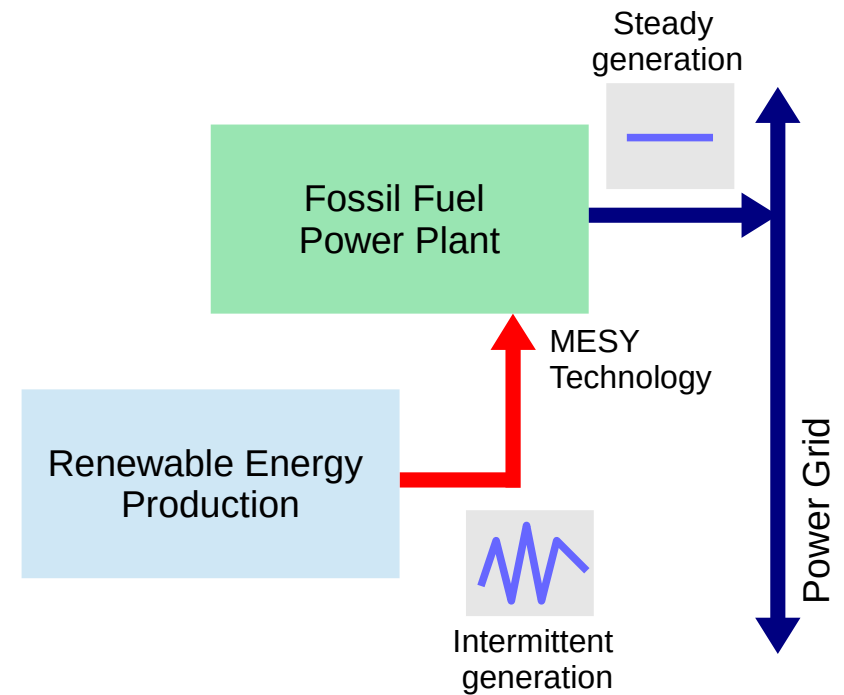 Steady
generation
Fossil Fuel
Power Plant
MESY
Technology
Renewable Energy
Production
Power Grid
Intermittent
generation